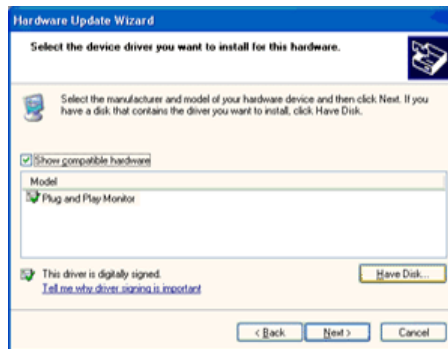 Hardware Update Wizard
Select the device driver you want to install for this hardware.
Select the manufacturer and model of your hardware device and then click Next. If you
have a disk that contains the driver you want to install, click Have Disk.
Show compatible hardware
Model
Plug and Play Monitor
This driver is digitally signed.
Have Disk...
Tell me why driver signing is important
< Back
Next >
Cancel